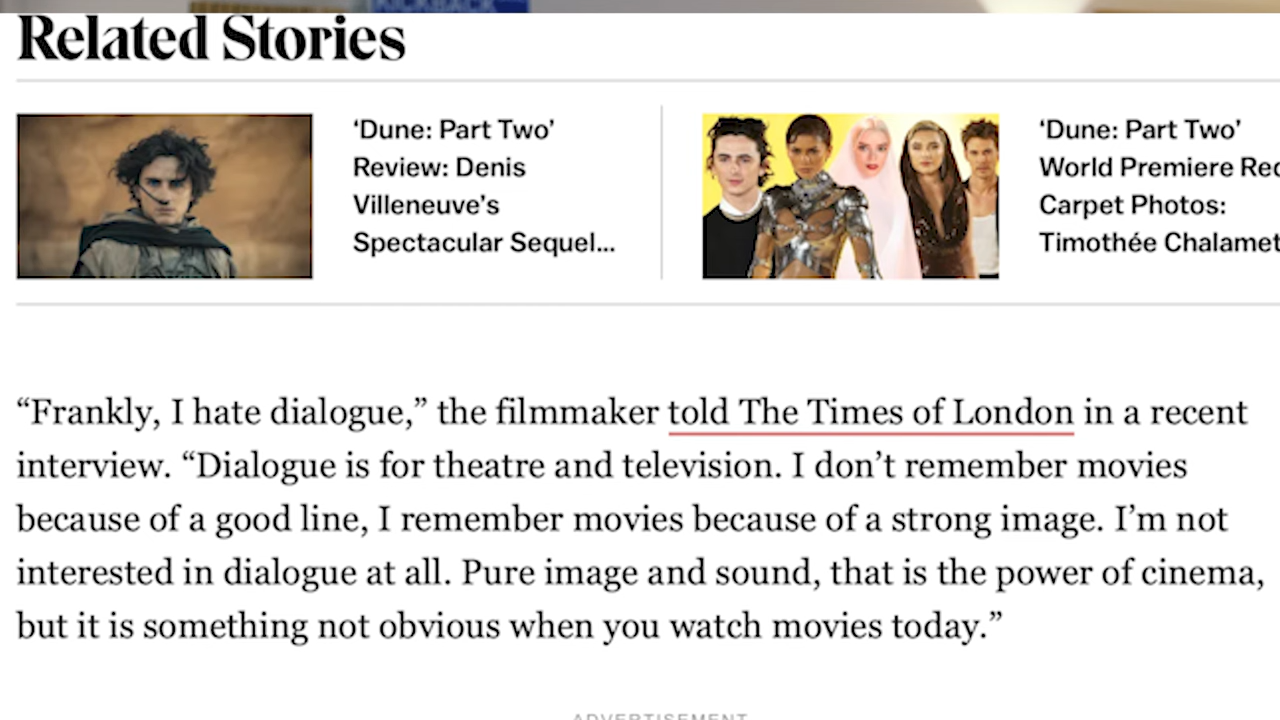 KICKBACK
Related Stories
‘Dune: Part Two’
Review: Denis
Villeneuve’s
Spectacular Sequel...
‘Dune: Part Two’
World Premiere Red
Carpet Photos:
Timothée Chalamet
“Frankly, I hate dialogue,” the filmmaker told The Times of London in a recent
interview. “Dialogue is for theatre and television. I don’t remember movies
because of a good line, I remember movies because of a strong image. I’m not
interested in dialogue at all. Pure image and sound, that is the power of cinema,
but it is something not obvious when you watch movies today.”
ADVERTISEMENT